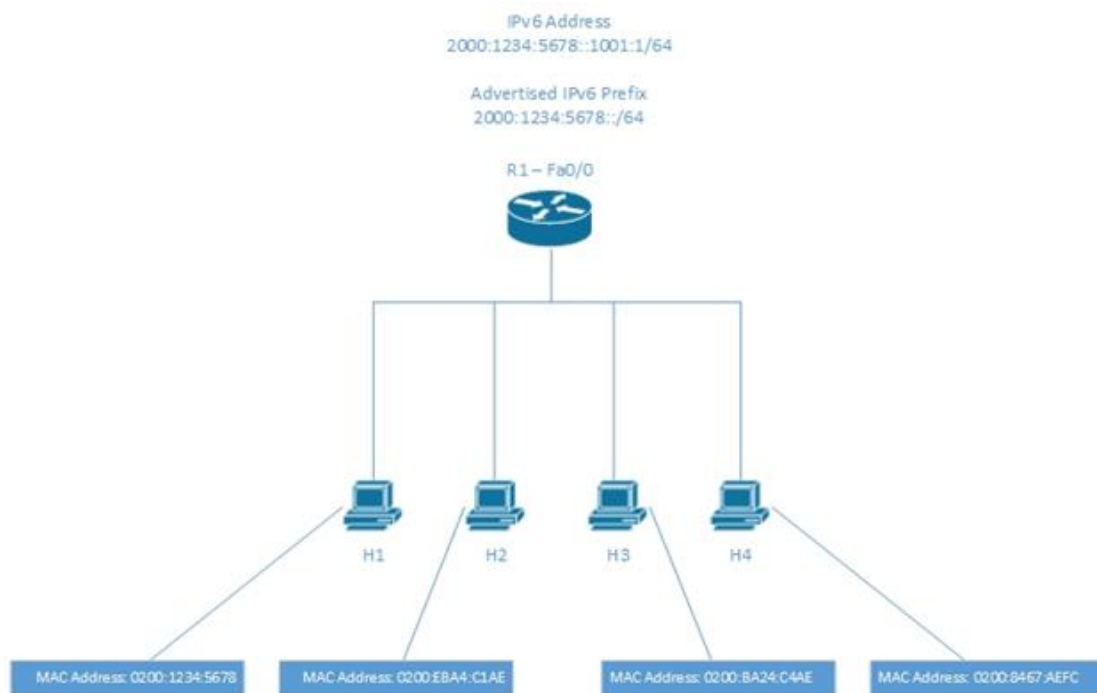 IPv6 Address
2000:1234:5678::1001:1/64
Advertised IPv6 Prefix
2000:1234:5678::/64
R1 – Fa0/0
H1
H2
H3
H4
MAC Address: 0200:1234:5678
MAC Address: 0200:EBA4:C1AE
MAC Address: 0200:BA24:C4AE
MAC Address: 0200:8467:AEFC